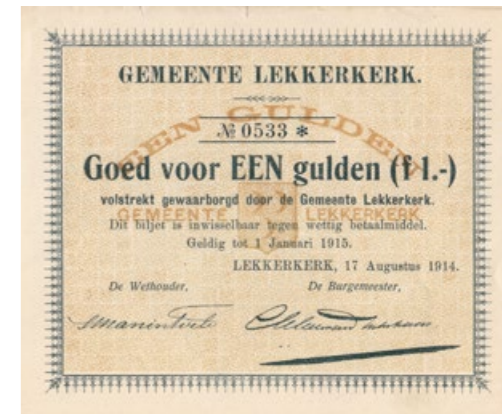 GEMEENTE LEKKERKERK.
EEN GULDEN
№ 0533 *
Goed voor EEN gulden (f 1.-)
volstrekt gewaarborgd door de Gemeente Lekkerkerk.
GEMEENTE LEKKERKERK
Dit biljet is inwisselbaar tegen wettig betaalmiddel.
Geldig tot 1 Januari 1915.
LEKKERKERK, 17 Augustus 1914.
De Wethouder, De Burgemeester,